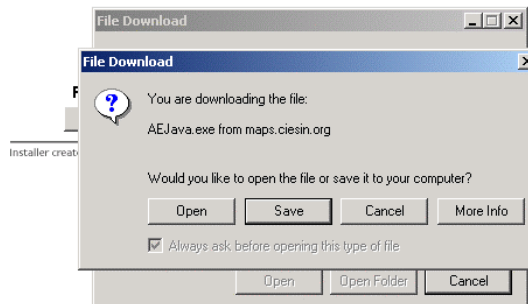 File Download
File Download
You are downloading the file:
AEJava.exe from maps.ciesin.org
Installer creat
Would you like to open the file or save it to your computer?
Open Save Cancel More Info
Always ask before opening this type of file
Open Open Folder Cancel